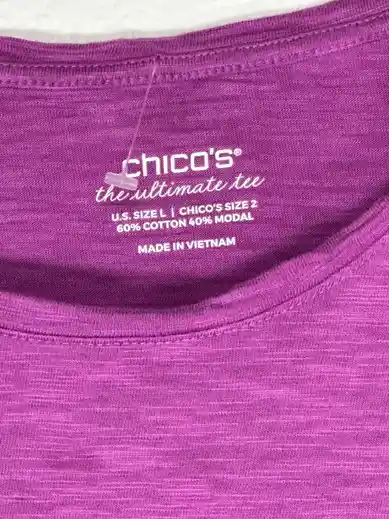 chico's®
the ultimate tee
U.S. SIZE L | CHICO'S SIZE 2
60% COTTON 40% MODAL
MADE IN VIETNAM